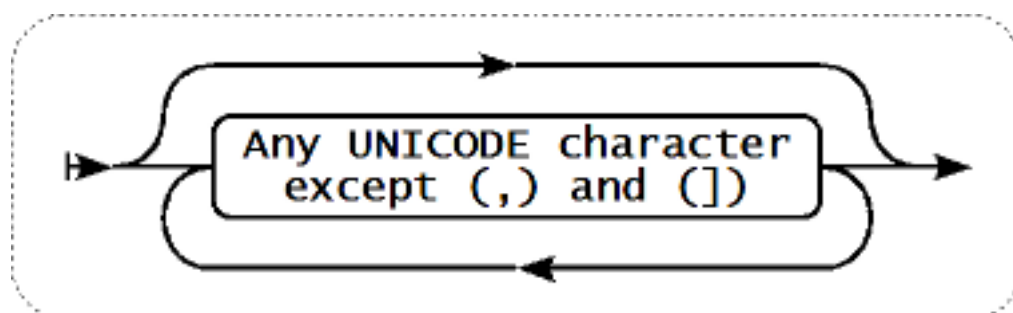 Any UNICODE character
except (,) and (])